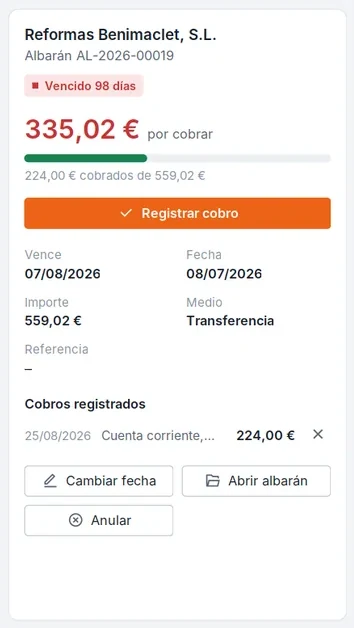 Reformas Benimaclet, S.L.
Albarán AL-2026-00019
Vencido 98 días
335,02 € por cobrar
224,00 € cobrados de 559,02 €
Registrar cobro
Vence Fecha
07/08/2026 08/07/2026
Importe Medio
559,02 € Transferencia
Referencia
–
Cobros registrados
25/08/2026 Cuenta corriente,... 224,00 €
Cambiar fecha Abrir albarán
Anular